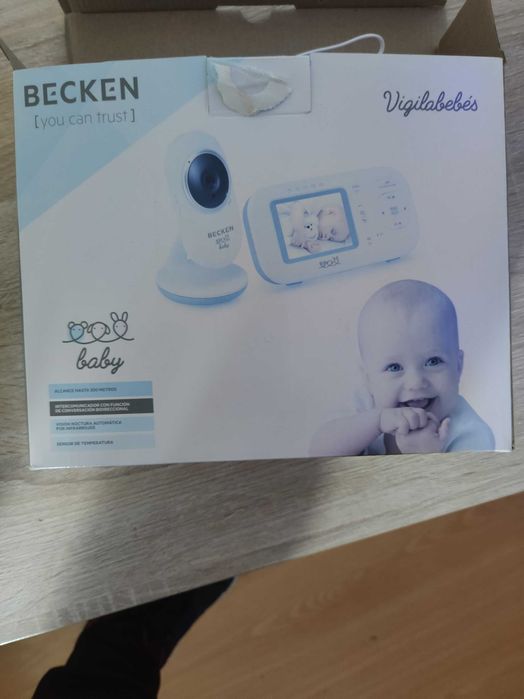 BECKEN
[you can trust]
Vigilabebés
BECKEN
baby
baby
ALCANCE HASTA 300 METROS
INTERCOMUNICADOR CON FUNCIÓN
DE CONVERSACIÓN BIDIRECCIONAL
VISIÓN NOCTURA AUTOMÁTICA
POR INFRARROJOS
SENSOR DE TEMPERATURA